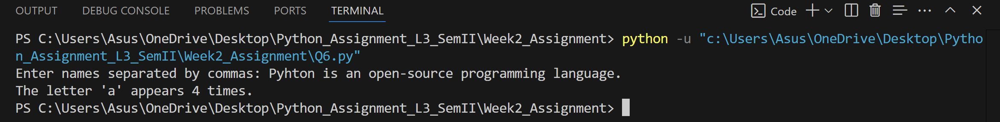 OUTPUT DEBUG CONSOLE PROBLEMS PORTS TERMINAL Code
PS C:\Users\Asus\OneDrive\Desktop\Python_Assignment_L3_SemII\Week2_Assignment> python -u "c:\Users\Asus\OneDrive\Desktop\Pytho
n_Assignment_L3_SemII\Week2_Assignment\Q6.py"
Enter names separated by commas: Pyhton is an open-source programming language.
The letter 'a' appears 4 times.
PS C:\Users\Asus\OneDrive\Desktop\Python_Assignment_L3_SemII\Week2_Assignment>